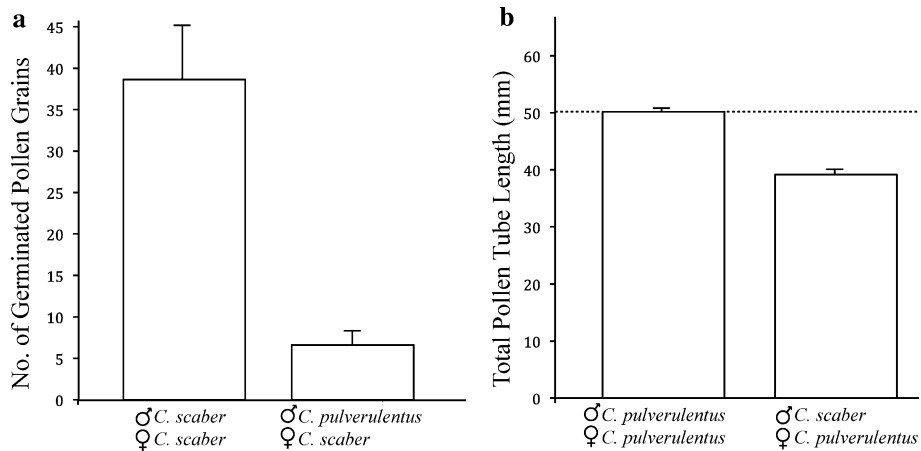 a
No. of Germinated Pollen Grains
45
40
35
30
25
20
15
10
5
0
♂ C. scaber
♀ C. scaber
♂ C. pulverulentus
♀ C. scaber
b
Total Pollen Tube Length (mm)
60
50
40
30
20
10
0
♂ C. pulverulentus
♀ C. pulverulentus
♂ C. scaber
♀ C. pulverulentus